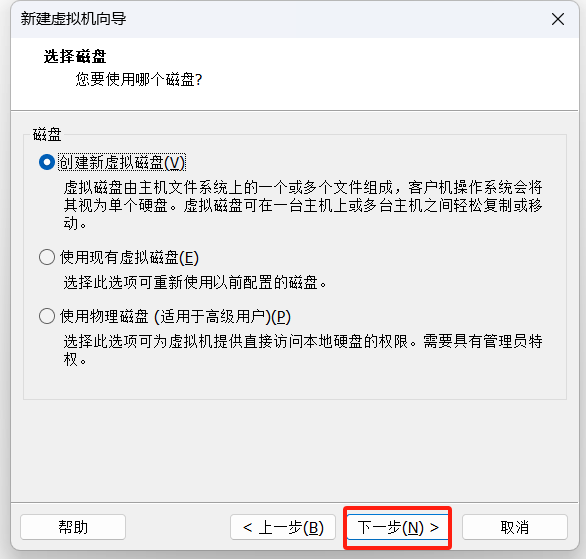 新建虚拟机向导
选择磁盘
您要使用哪个磁盘?
磁盘
创建新虚拟磁盘(V)
虚拟磁盘由主机文件系统上的一个或多个文件组成，客户机操作系统会将
其视为单个硬盘。虚拟磁盘可在一台主机上或多台主机之间轻松复制或移
动。
使用现有虚拟磁盘(E)
选择此选项可重新使用以前配置的磁盘。
使用物理磁盘 (适用于高级用户)(P)
选择此选项可为虚拟机提供直接访问本地硬盘的权限。需要具有管理员特
权。
帮助
< 上一步(B)
下一步(N) >
取消